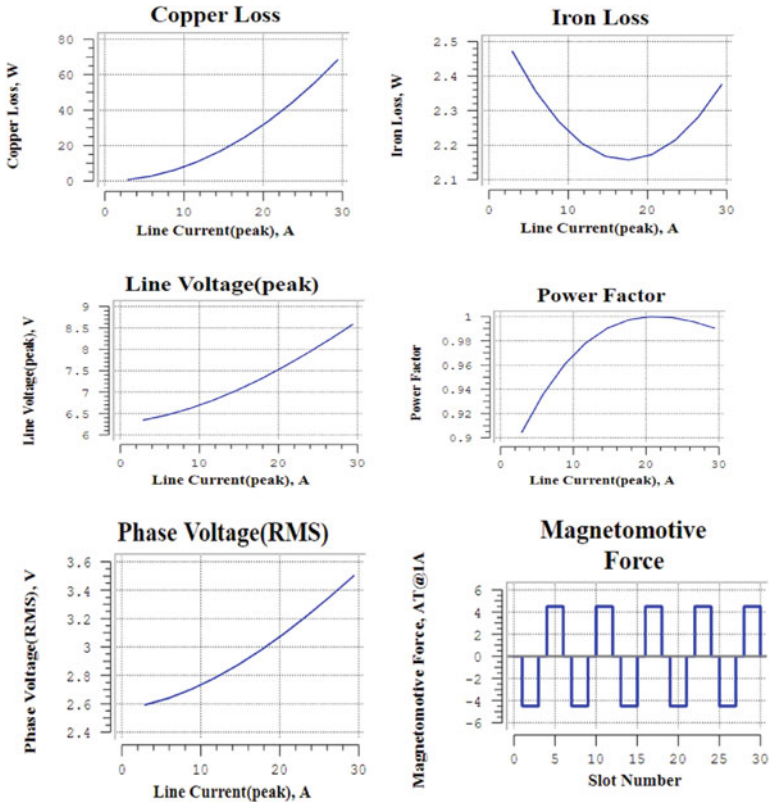 Copper Loss
80
60
40
20
0
Copper Loss, W
0 10 20 30
Line Current(peak), A
Iron Loss
2.5
2.4
2.3
2.2
2.1
Iron Loss, W
0 10 20 30
Line Current(peak), A
Line Voltage(peak)
9
8.5
8
7.5
7
6.5
6
Line Voltage(peak), V
0 10 20 30
Line Current(peak), A
Power Factor
1
0.98
0.96
0.94
0.92
0.9
Power Factor
0 10 20 30
Line Current(peak), A
Phase Voltage(RMS)
3.6
3.4
3.2
3
2.8
2.6
2.4
Phase Voltage(RMS), V
0 10 20 30
Line Current(peak), A
Magnetomotive
Force
6
4
2
0
-2
-4
-6
Magnetomotive Force, AT@1A
0 5 10 15 20 25 30
Slot Number